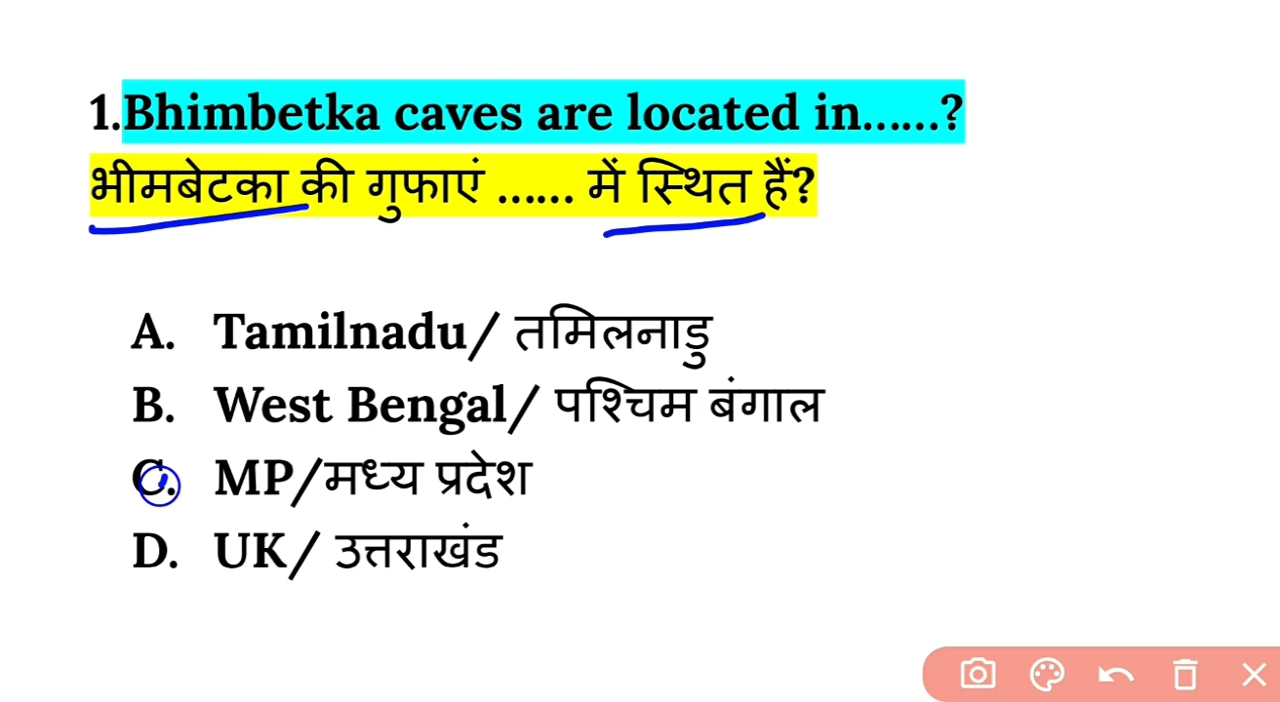 1.Bhimbetka caves are located in......?
भीमबेटका की गुफाएं ...... में स्थित हैं?
A. Tamilnadu/ तमिलनाडु
B. West Bengal/ पश्चिम बंगाल
C. MP/मध्य प्रदेश
D. UK/ उत्तराखंड